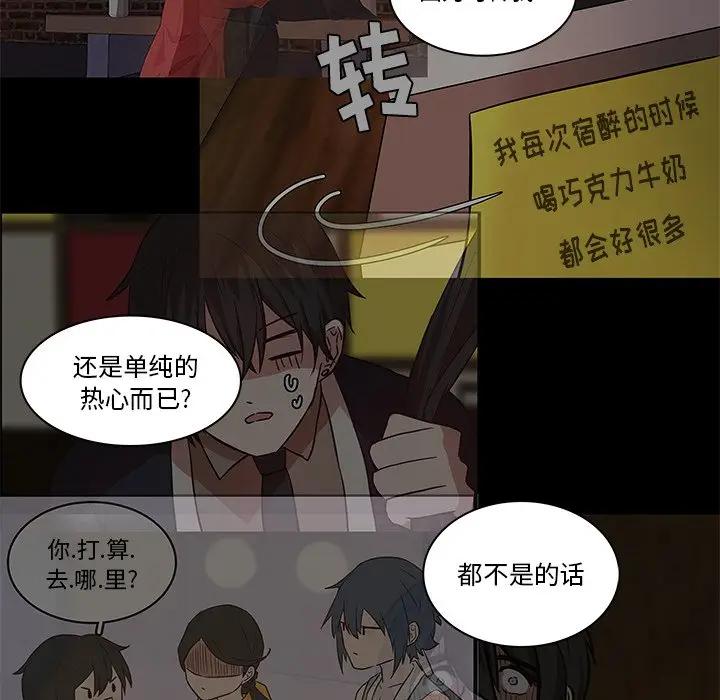 转
我每次宿醉的时候
喝巧克力牛奶
都会好很多
还是单纯的
热心而已?
你.打.算.
去.哪.里?
都不是的话